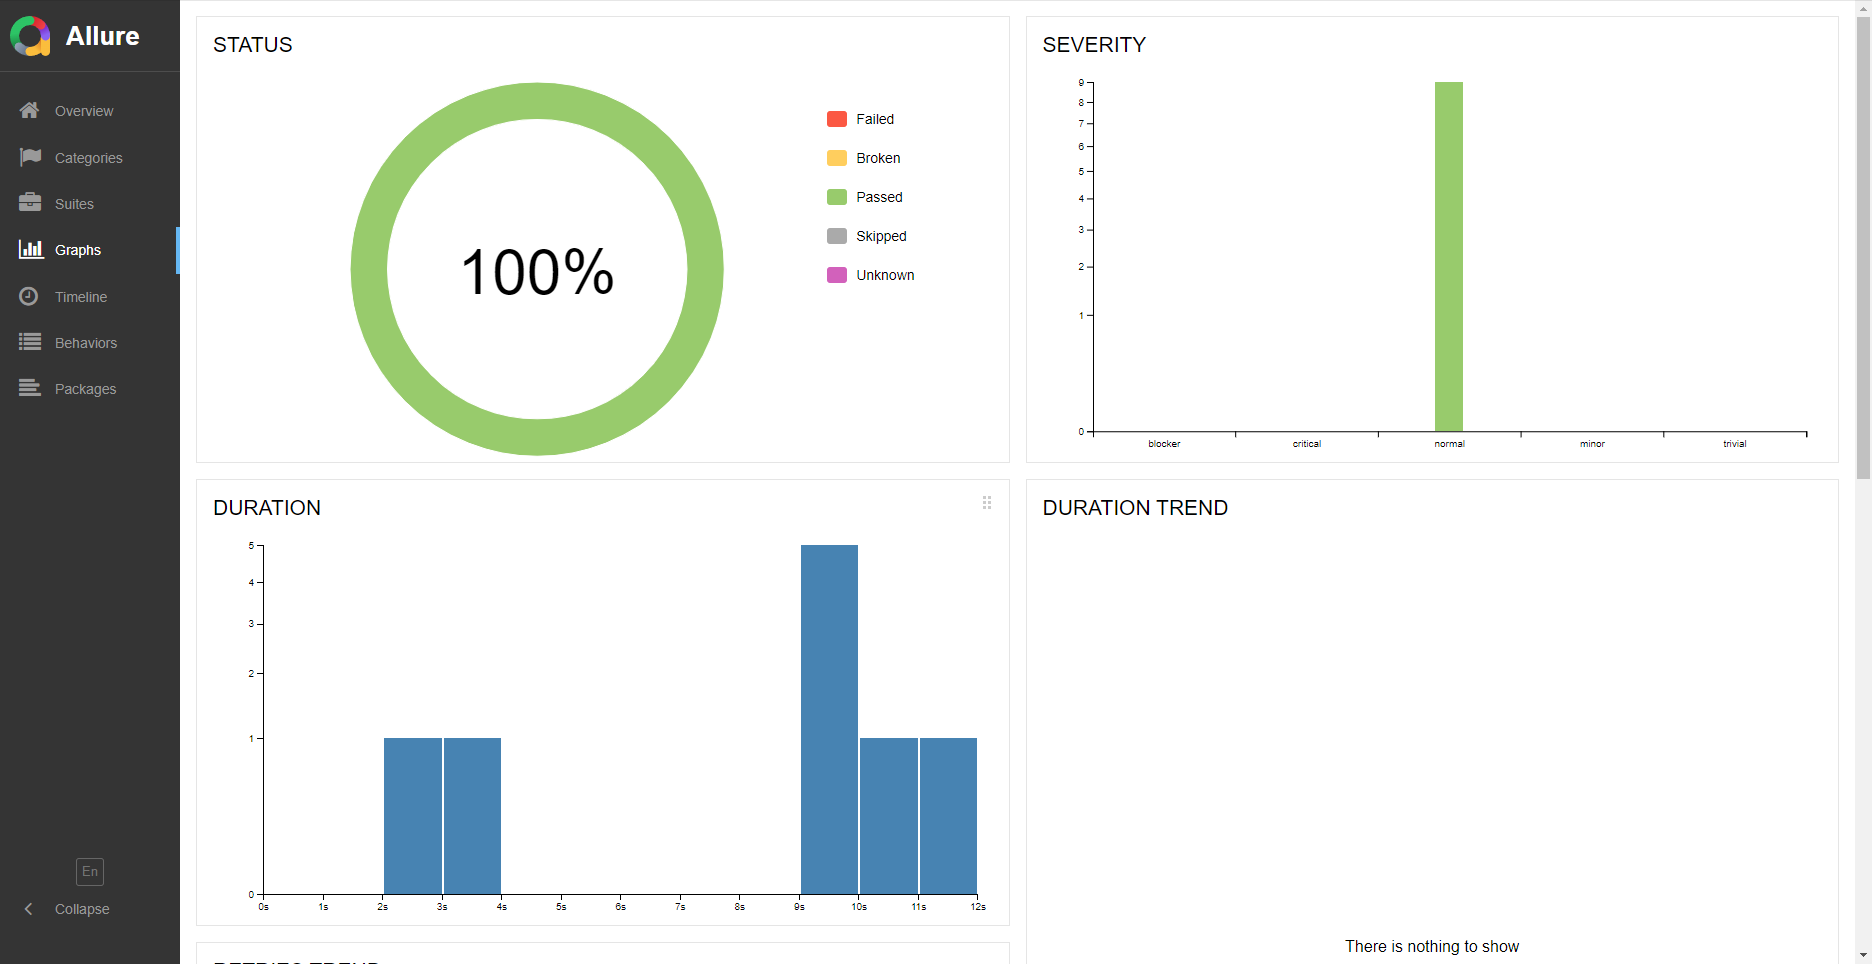 Allure
Overview
Categories
Suites
Graphs
Timeline
Behaviors
Packages
En
Collapse
STATUS
100%
Failed
Broken
Passed
Skipped
Unknown
SEVERITY
9
8
7
6
5
4
3
2
1
0
blocker critical normal minor trivial
DURATION
5
4
3
2
1
0
0s 1s 2s 3s 4s 5s 6s 7s 8s 9s 10s 11s 12s
DURATION TREND
There is nothing to show
RETRIES TREND